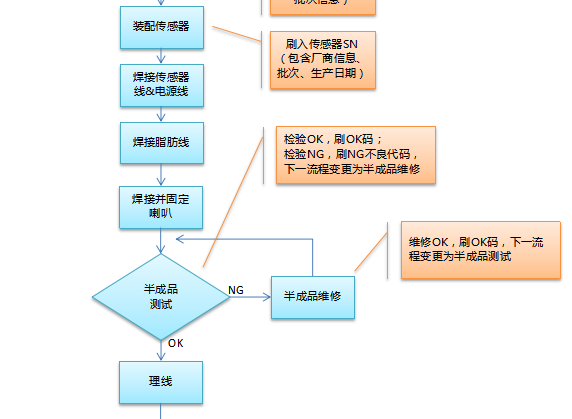 批次信息）
装配传感器
刷入传感器SN
（包含厂商信息、
批次、生产日期）
焊接传感器
线&电源线
焊接脂肪线
检验OK，刷OK码；
检验NG，刷NG不良代码，
下一流程变更为半成品维修
焊接并固定
喇叭
维修OK，刷OK码，下一流
程变更为半成品测试
半成品
测试
NG
半成品维修
OK
理线